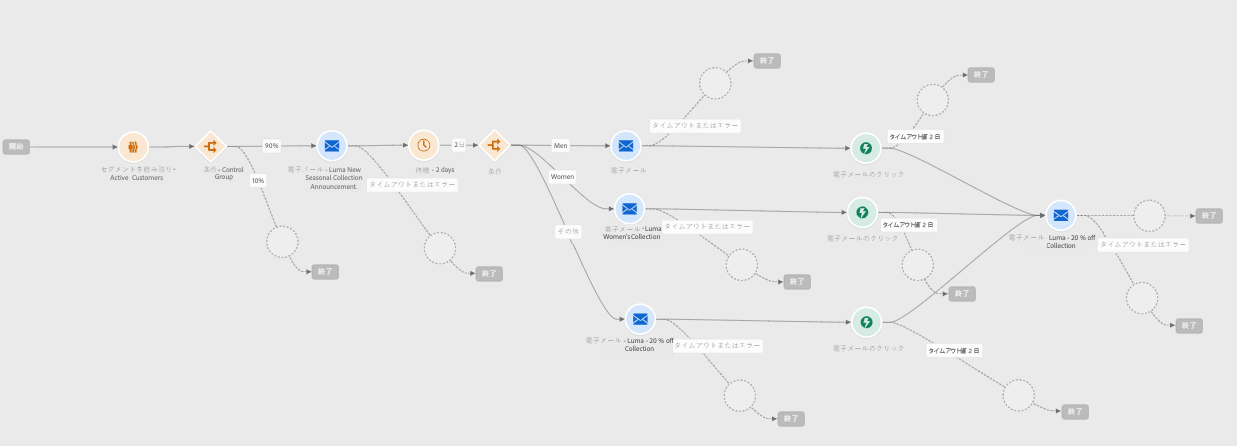 開始
セグメントを読み取り -
Active Customers
条件 - Control
Group
90%
10%
終了
電子メール - Luma New
Seasonal Collection
Announcement.
タイムアウトまたはエラー
終了
待機 - 2 days
2日
条件
Men
Women
その他
電子メール
タイムアウトまたはエラー
終了
電子メール - Luma
Women's Collection
タイムアウトまたはエラー
終了
電子メール - Luma - 20 % off
Collection
タイムアウトまたはエラー
終了
電子メールのクリック
タイムアウト値 2 日
終了
電子メールのクリック
タイムアウト値 2 日
終了
電子メールのクリック
タイムアウト値 2 日
終了
電子メール Luma - 20 % off
Collection
タイムアウトまたはエラー
終了
終了